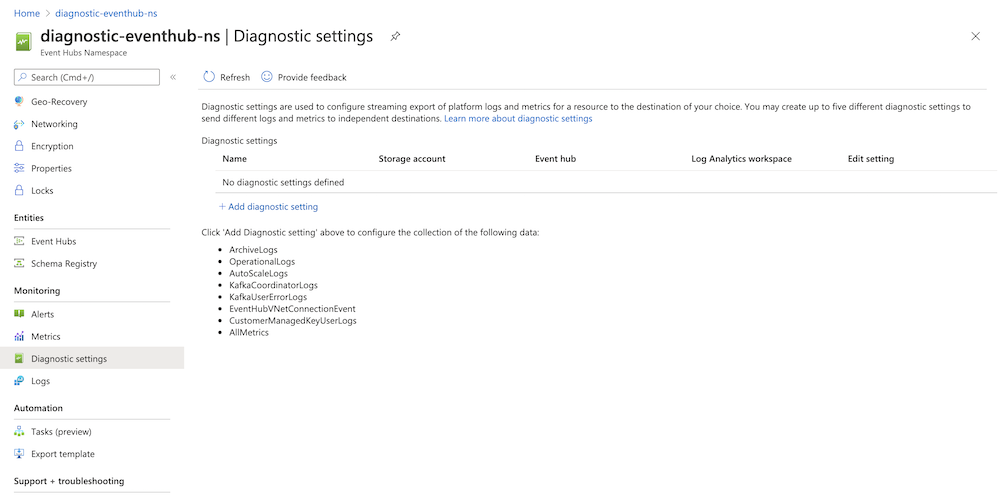 Home > diagnostic-eventhub-ns
diagnostic-eventhub-ns | Diagnostic settings
Event Hubs Namespace
Search (Cmd+/)
«
Geo-Recovery
Networking
Encryption
Properties
Locks
Entities
Event Hubs
Schema Registry
Monitoring
Alerts
Metrics
Diagnostic settings
Logs
Automation
Tasks (preview)
Export template
Support + troubleshooting
Refresh Provide feedback
Diagnostic settings are used to configure streaming export of platform logs and metrics for a resource to the destination of your choice. You may create up to five different diagnostic settings to
send different logs and metrics to independent destinations. Learn more about diagnostic settings
Diagnostic settings
Name Storage account Event hub Log Analytics workspace Edit setting
No diagnostic settings defined
+ Add diagnostic setting
Click 'Add Diagnostic setting' above to configure the collection of the following data:
• ArchiveLogs
• OperationalLogs
• AutoScaleLogs
• KafkaCoordinatorLogs
• KafkaUserErrorLogs
• EventHubVNetConnectionEvent
• CustomerManagedKeyUserLogs
• AllMetrics